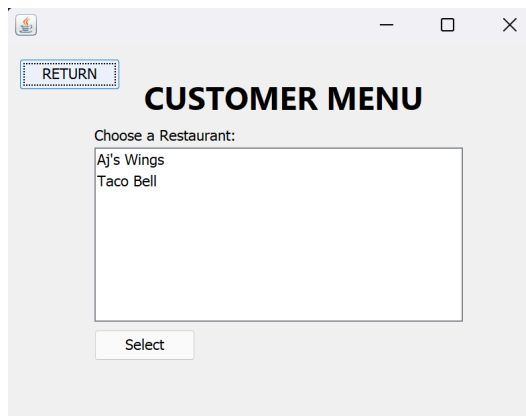 RETURN
CUSTOMER MENU
Choose a Restaurant:
Aj's Wings
Taco Bell
Select